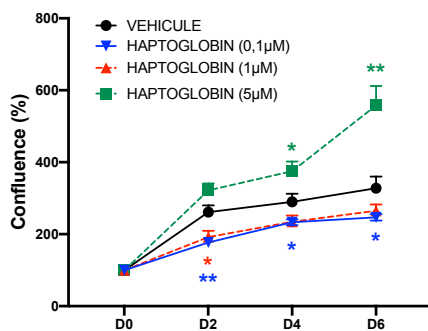 VEHICULE
HAPTOGLOBIN (0,1µM)
HAPTOGLOBIN (1µM)
HAPTOGLOBIN (5µM)
Confluence (%)
800
600
400
200
0
**
*
*
**
*
*
D0 D2 D4 D6